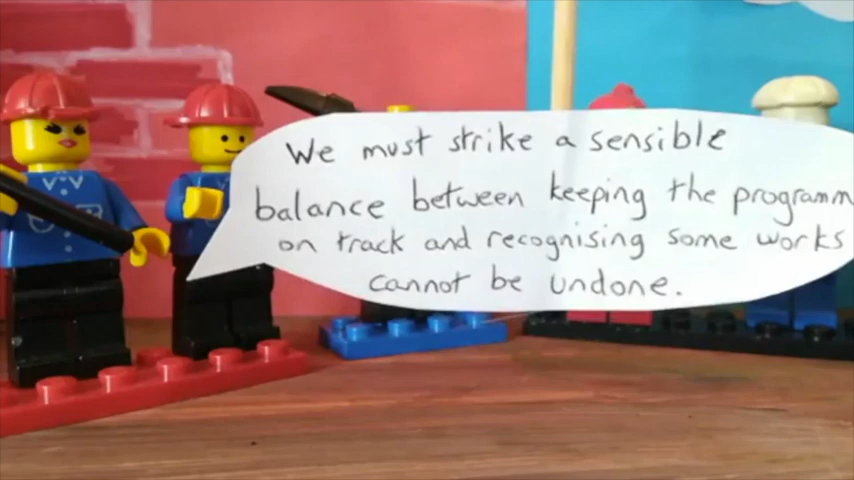 We must strike a sensible
balance between keeping the programm
on track and recognising some works
cannot be undone.